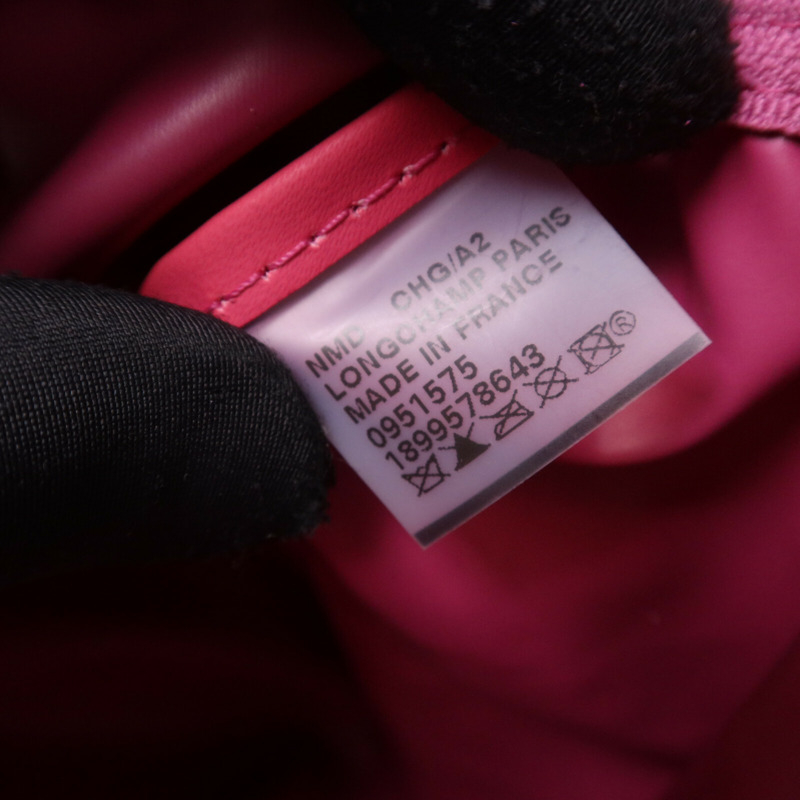 NMD CHG/A2
LONGCHAMP PARIS
MADE IN FRANCE
0951575
1899578643
®